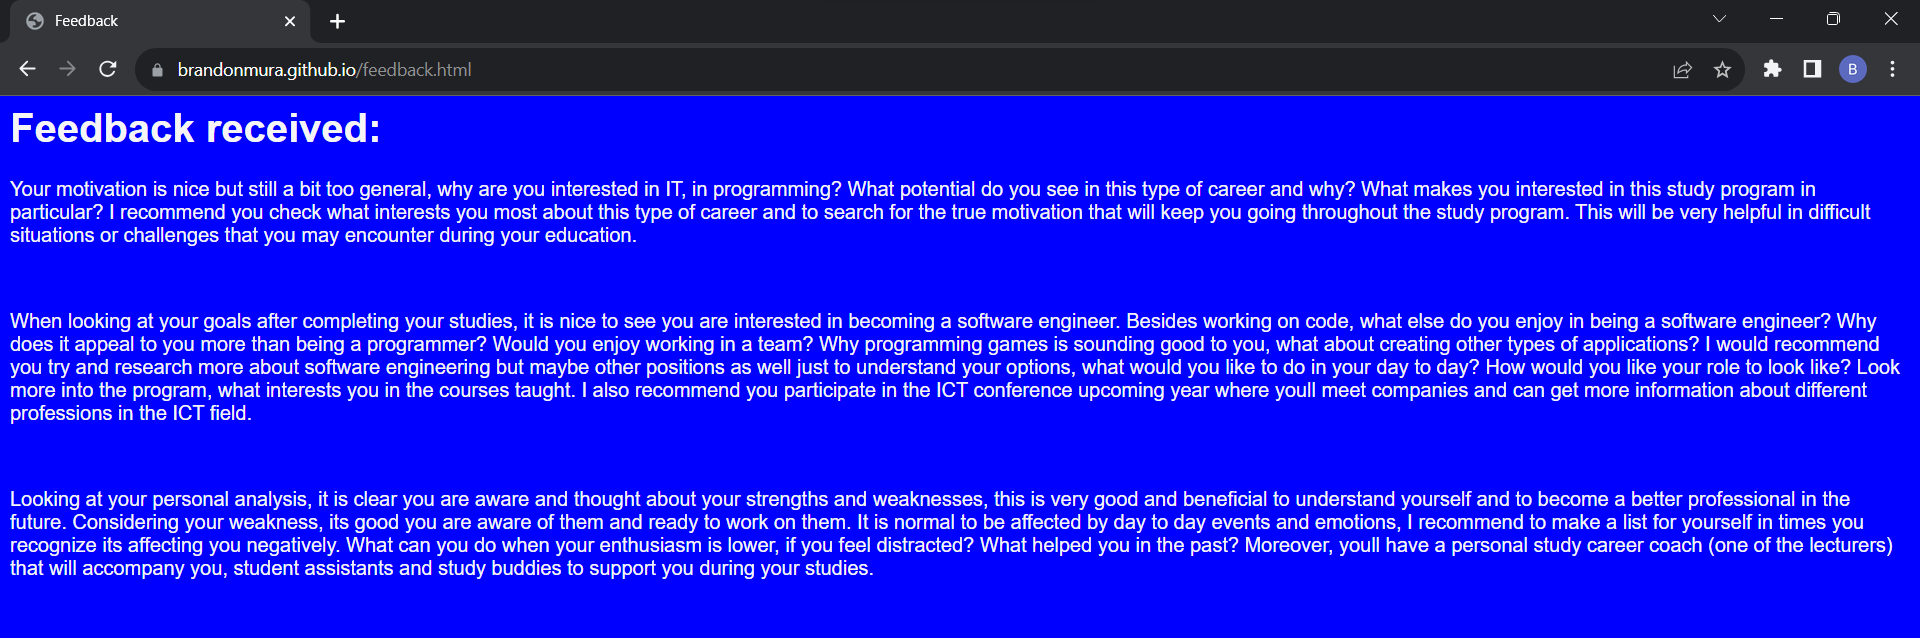 Feedback
brandonmura.github.io/feedback.html
B
Feedback received:
Your motivation is nice but still a bit too general, why are you interested in IT, in programming? What potential do you see in this type of career and why? What makes you interested in this study program in
particular? I recommend you check what interests you most about this type of career and to search for the true motivation that will keep you going throughout the study program. This will be very helpful in difficult
situations or challenges that you may encounter during your education.
When looking at your goals after completing your studies, it is nice to see you are interested in becoming a software engineer. Besides working on code, what else do you enjoy in being a software engineer? Why
does it appeal to you more than being a programmer? Would you enjoy working in a team? Why programming games is sounding good to you, what about creating other types of applications? I would recommend
you try and research more about software engineering but maybe other positions as well just to understand your options, what would you like to do in your day to day? How would you like your role to look like? Look
more into the program, what interests you in the courses taught. I also recommend you participate in the ICT conference upcoming year where youll meet companies and can get more information about different
professions in the ICT field.
Looking at your personal analysis, it is clear you are aware and thought about your strengths and weaknesses, this is very good and beneficial to understand yourself and to become a better professional in the
future. Considering your weakness, its good you are aware of them and ready to work on them. It is normal to be affected by day to day events and emotions, I recommend to make a list for yourself in times you
recognize its affecting you negatively. What can you do when your enthusiasm is lower, if you feel distracted? What helped you in the past? Moreover, youll have a personal study career coach (one of the lecturers)
that will accompany you, student assistants and study buddies to support you during your studies.